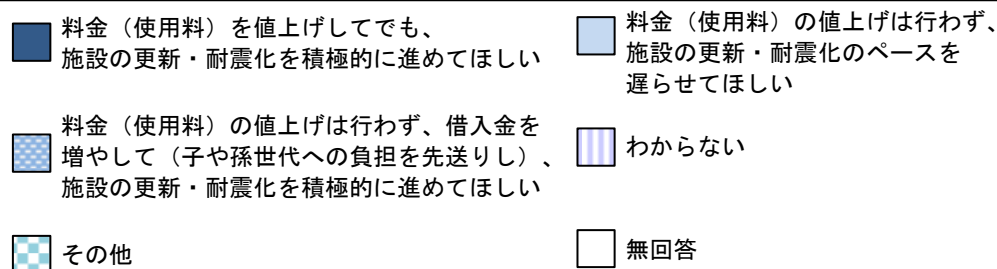 料金（使用料）を値上げしてでも、
施設の更新・耐震化を積極的に進めてほしい
料金（使用料）の値上げは行わず、
施設の更新・耐震化のペースを
遅らせてほしい
料金（使用料）の値上げは行わず、借入金を
増やして（子や孫世代への負担を先送りし）、
施設の更新・耐震化を積極的に進めてほしい
わからない
その他
無回答